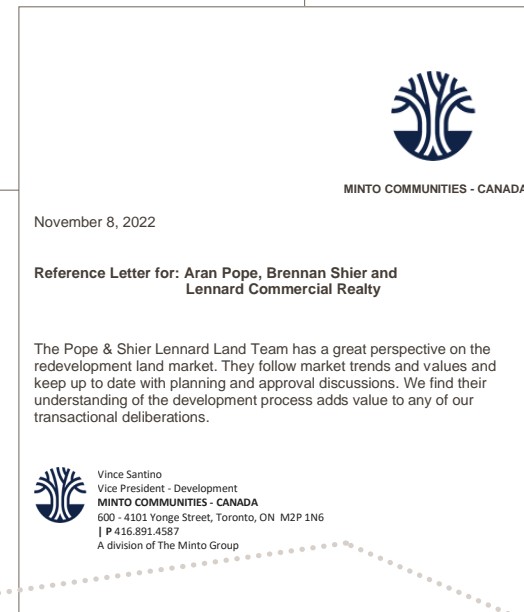 MINTO COMMUNITIES - CANADA
November 8, 2022
Reference Letter for: Aran Pope, Brennan Shier and
Lennard Commercial Realty
The Pope & Shier Lennard Land Team has a great perspective on the
redevelopment land market. They follow market trends and values and
keep up to date with planning and approval discussions. We find their
understanding of the development process adds value to any of our
transactional deliberations.
Vince Santino
Vice President - Development
MINTO COMMUNITIES - CANADA
600 - 4101 Yonge Street, Toronto, ON  M2P 1N6
| P 416.891.4587
A division of The Minto Group